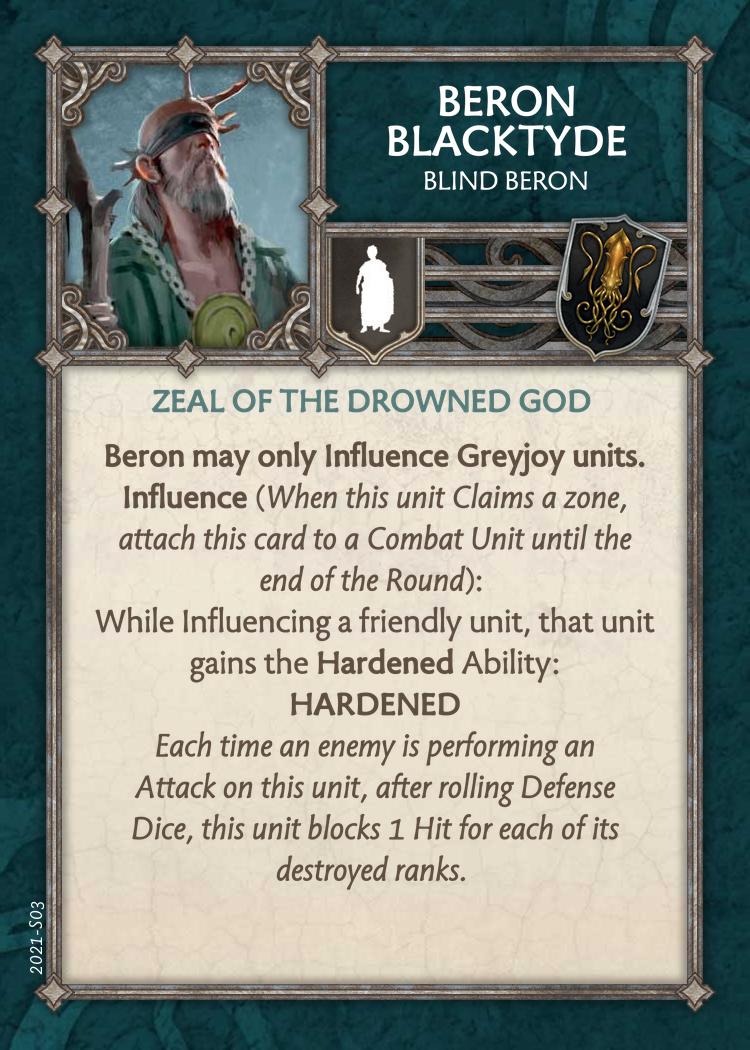 BERON
BLACKTYDE
BLIND BERON
ZEAL OF THE DROWNED GOD
Beron may only Influence Greyjoy units.
Influence (When this unit Claims a zone,
attach this card to a Combat Unit until the
end of the Round):
While Influencing a friendly unit, that unit
gains the Hardened Ability:
HARDENED
Each time an enemy is performing an
Attack on this unit, after rolling Defense
Dice, this unit blocks 1 Hit for each of its
destroyed ranks.
2021-S03